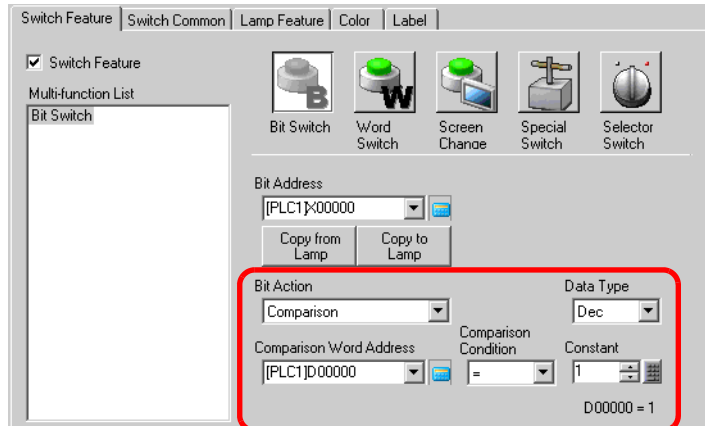 Switch Feature Switch Common Lamp Feature Color Label
Switch Feature
Multi-function List
Bit Switch
B
W
Bit Switch
Word Switch
Screen Change
Special Switch
Selector Switch
Bit Address
[PLC1]X00000
Copy from Lamp
Copy to Lamp
Bit Action
Data Type
Comparison
Dec
Comparison Word Address
Comparison Condition
Constant
[PLC1]D00000
=
1
D00000 = 1